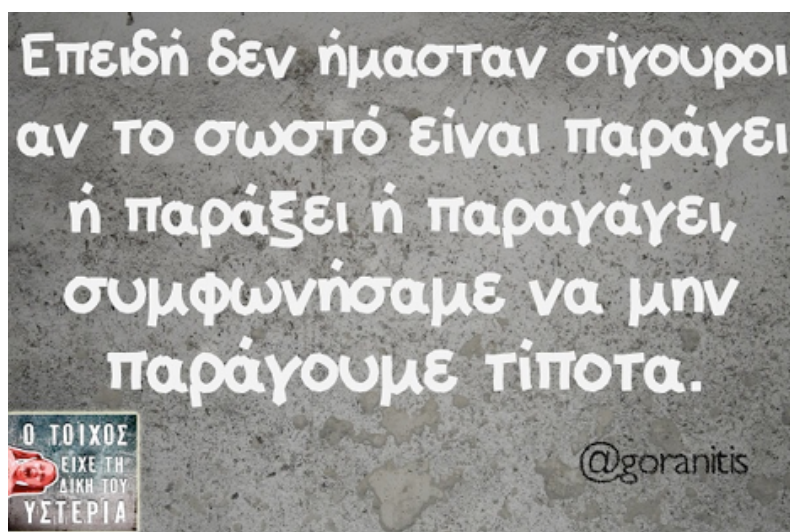 Επειδή δεν ήμασταν σίγουροι
αν το σωστό είναι παράγει
ή παράξει ή παραγάγει,
συμφωνήσαμε να μην
παράγουμε τίποτα.
@goranitis
Ο ΤΟΙΧΟΣ
ΕΙΧΕ ΤΗ
ΔΙΚΗ ΤΟΥ
ΥΣΤΕΡΙΑ